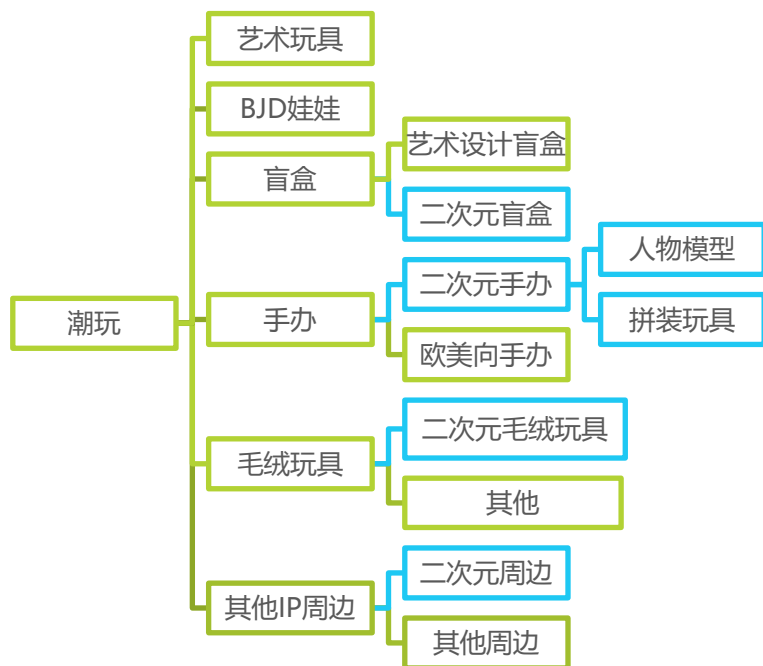 艺术玩具
BJD娃娃
盲盒
艺术设计盲盒
二次元盲盒
潮玩
手办
二次元手办
人物模型
拼装玩具
欧美向手办
毛绒玩具
二次元毛绒玩具
其他
其他IP周边
二次元周边
其他周边